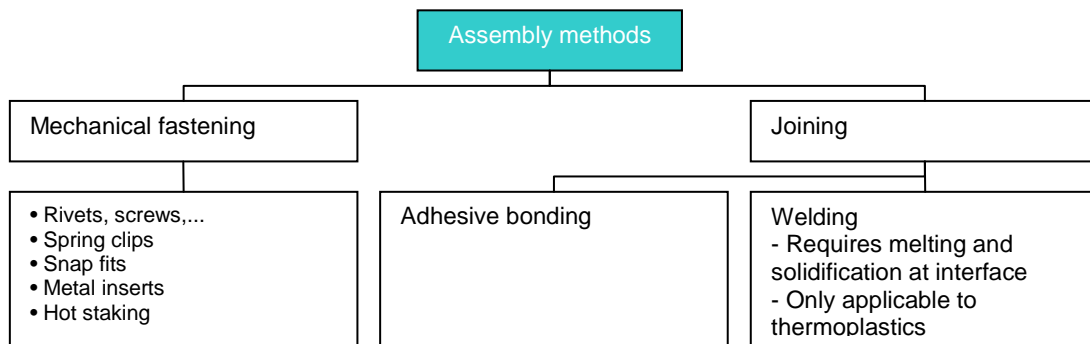 Assembly methods
Mechanical fastening
Joining
• Rivets, screws,...
• Spring clips
• Snap fits
• Metal inserts
• Hot staking
Adhesive bonding
Welding
- Requires melting and
solidification at interface
- Only applicable to
thermoplastics